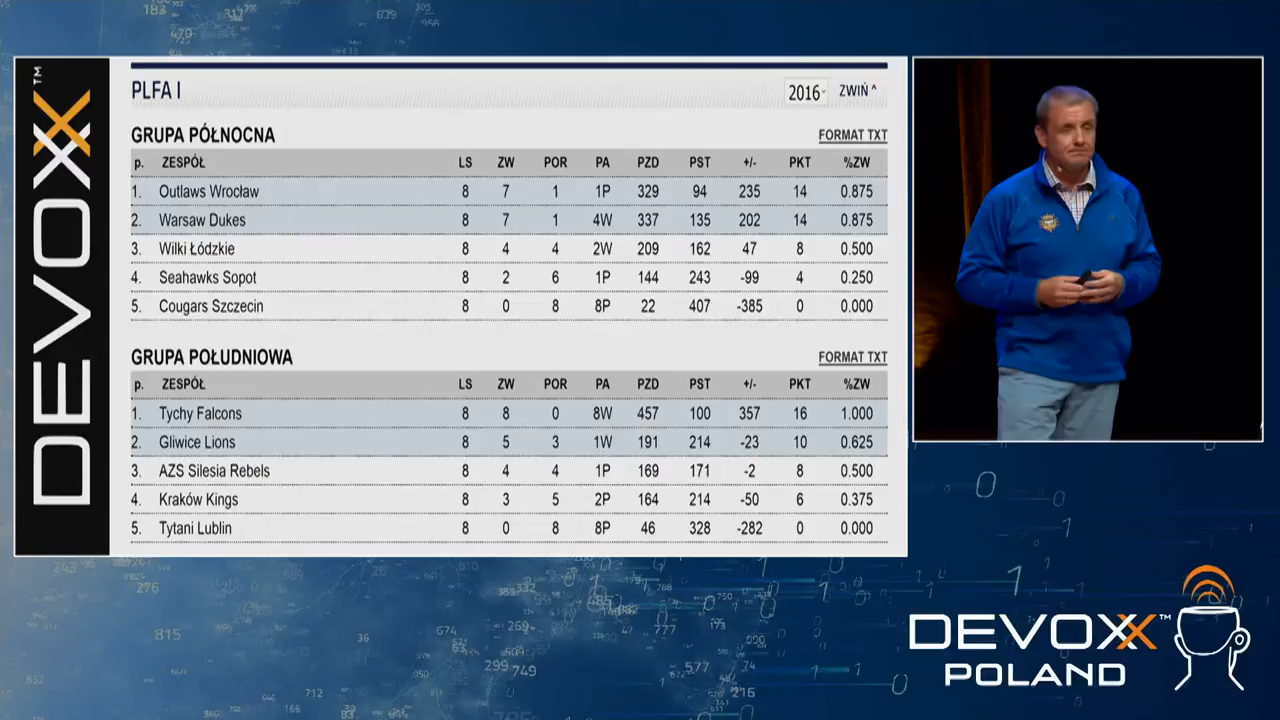 DEVOXX™
PLFA I
2016 ZWIŃ ^
GRUPA PÓŁNOCNA
FORMAT TXT
p. ZESPÓŁ LS ZW POR PA PZD PST +/- PKT %ZW
1. Outlaws Wrocław 8 7 1 1P 329 94 235 14 0.875
2. Warsaw Dukes 8 7 1 4W 337 135 202 14 0.875
3. Wilki Łódzkie 8 4 4 2W 209 162 47 8 0.500
4. Seahawks Sopot 8 2 6 1P 144 243 -99 4 0.250
5. Cougars Szczecin 8 0 8 8P 22 407 -385 0 0.000
GRUPA POŁUDNIOWA
FORMAT TXT
p. ZESPÓŁ LS ZW POR PA PZD PST +/- PKT %ZW
1. Tychy Falcons 8 8 0 8W 457 100 357 16 1.000
2. Gliwice Lions 8 5 3 1W 191 214 -23 10 0.625
3. AZS Silesia Rebels 8 4 4 1P 169 171 -2 8 0.500
4. Kraków Kings 8 3 5 2P 164 214 -50 6 0.375
5. Tytani Lublin 8 0 8 8P 46 328 -282 0 0.000
DEVOXX™
POLAND